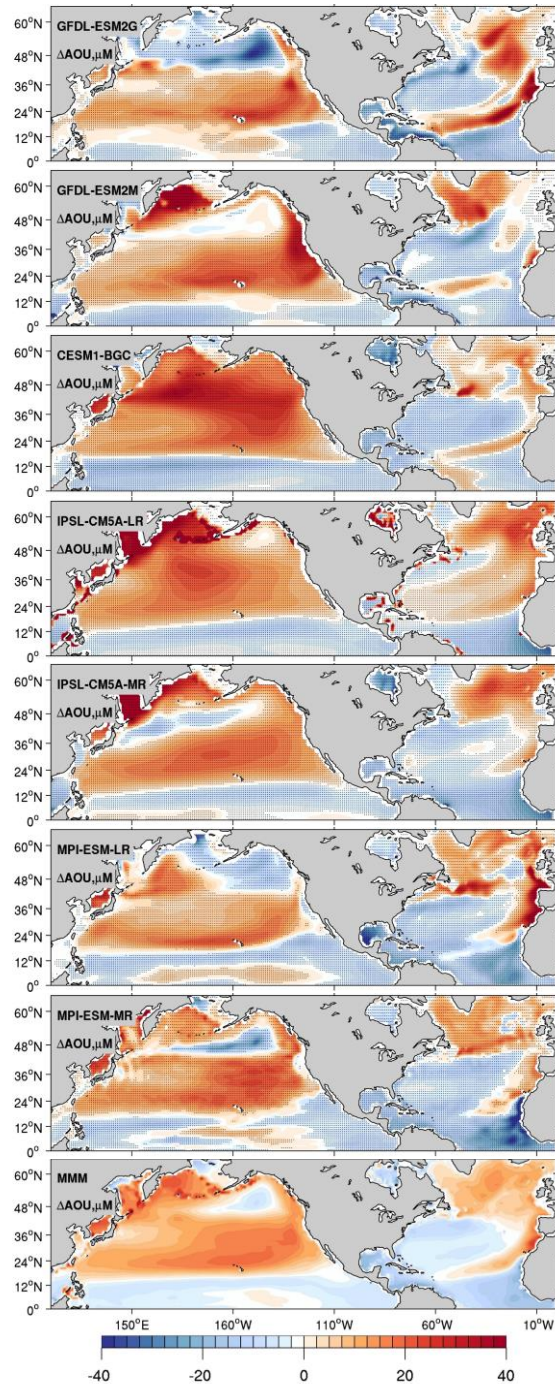 60°N
GFDL-ESM2G
48°N
ΔAOU,μM
36°N
24°N
12°N
0°
60°N
GFDL-ESM2M
48°N
ΔAOU,μM
36°N
24°N
12°N
0°
60°N
CESM1-BGC
48°N
ΔAOU,μM
36°N
24°N
12°N
0°
60°N
IPSL-CM5A-LR
48°N
ΔAOU,μM
36°N
24°N
12°N
0°
60°N
IPSL-CM5A-MR
48°N
ΔAOU,μM
36°N
24°N
12°N
0°
60°N
MPI-ESM-LR
48°N
ΔAOU,μM
36°N
24°N
12°N
0°
60°N
MPI-ESM-MR
48°N
ΔAOU,μM
36°N
24°N
12°N
0°
60°N
MMM
48°N
ΔAOU,μM
36°N
24°N
12°N
0°
150°E 160°W 110°W 60°W 10°W
-40 -20 0 20 40